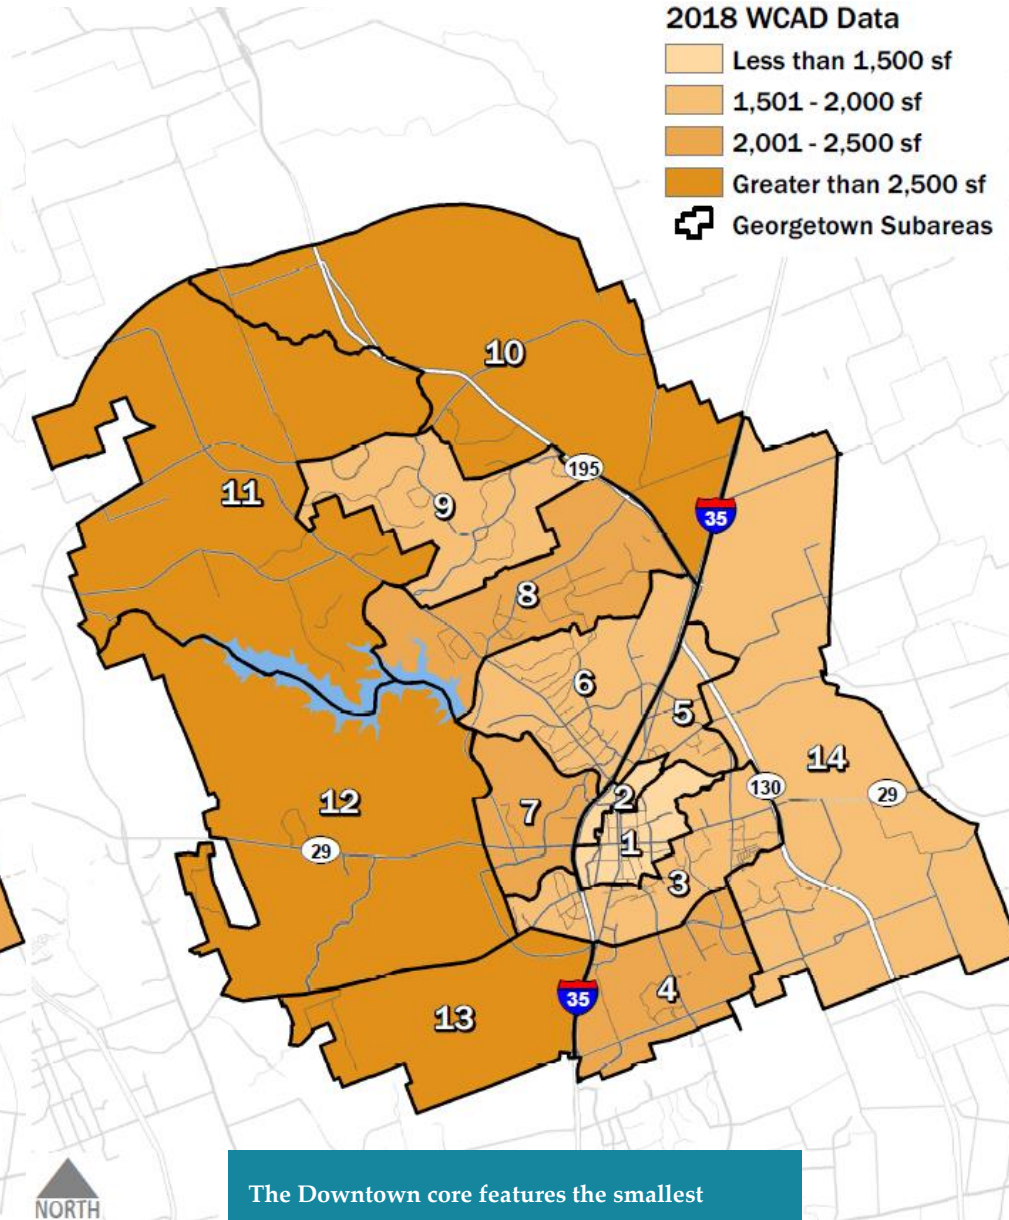 2018 WCAD Data
Less than 1,500 sf
1,501 - 2,000 sf
2,001 - 2,500 sf
Greater than 2,500 sf
Georgetown Subareas
10
195
11
9
35
8
6
5
14
12
2
130
29
7
29
1
3
35
4
13
NORTH
The Downtown core features the smallest